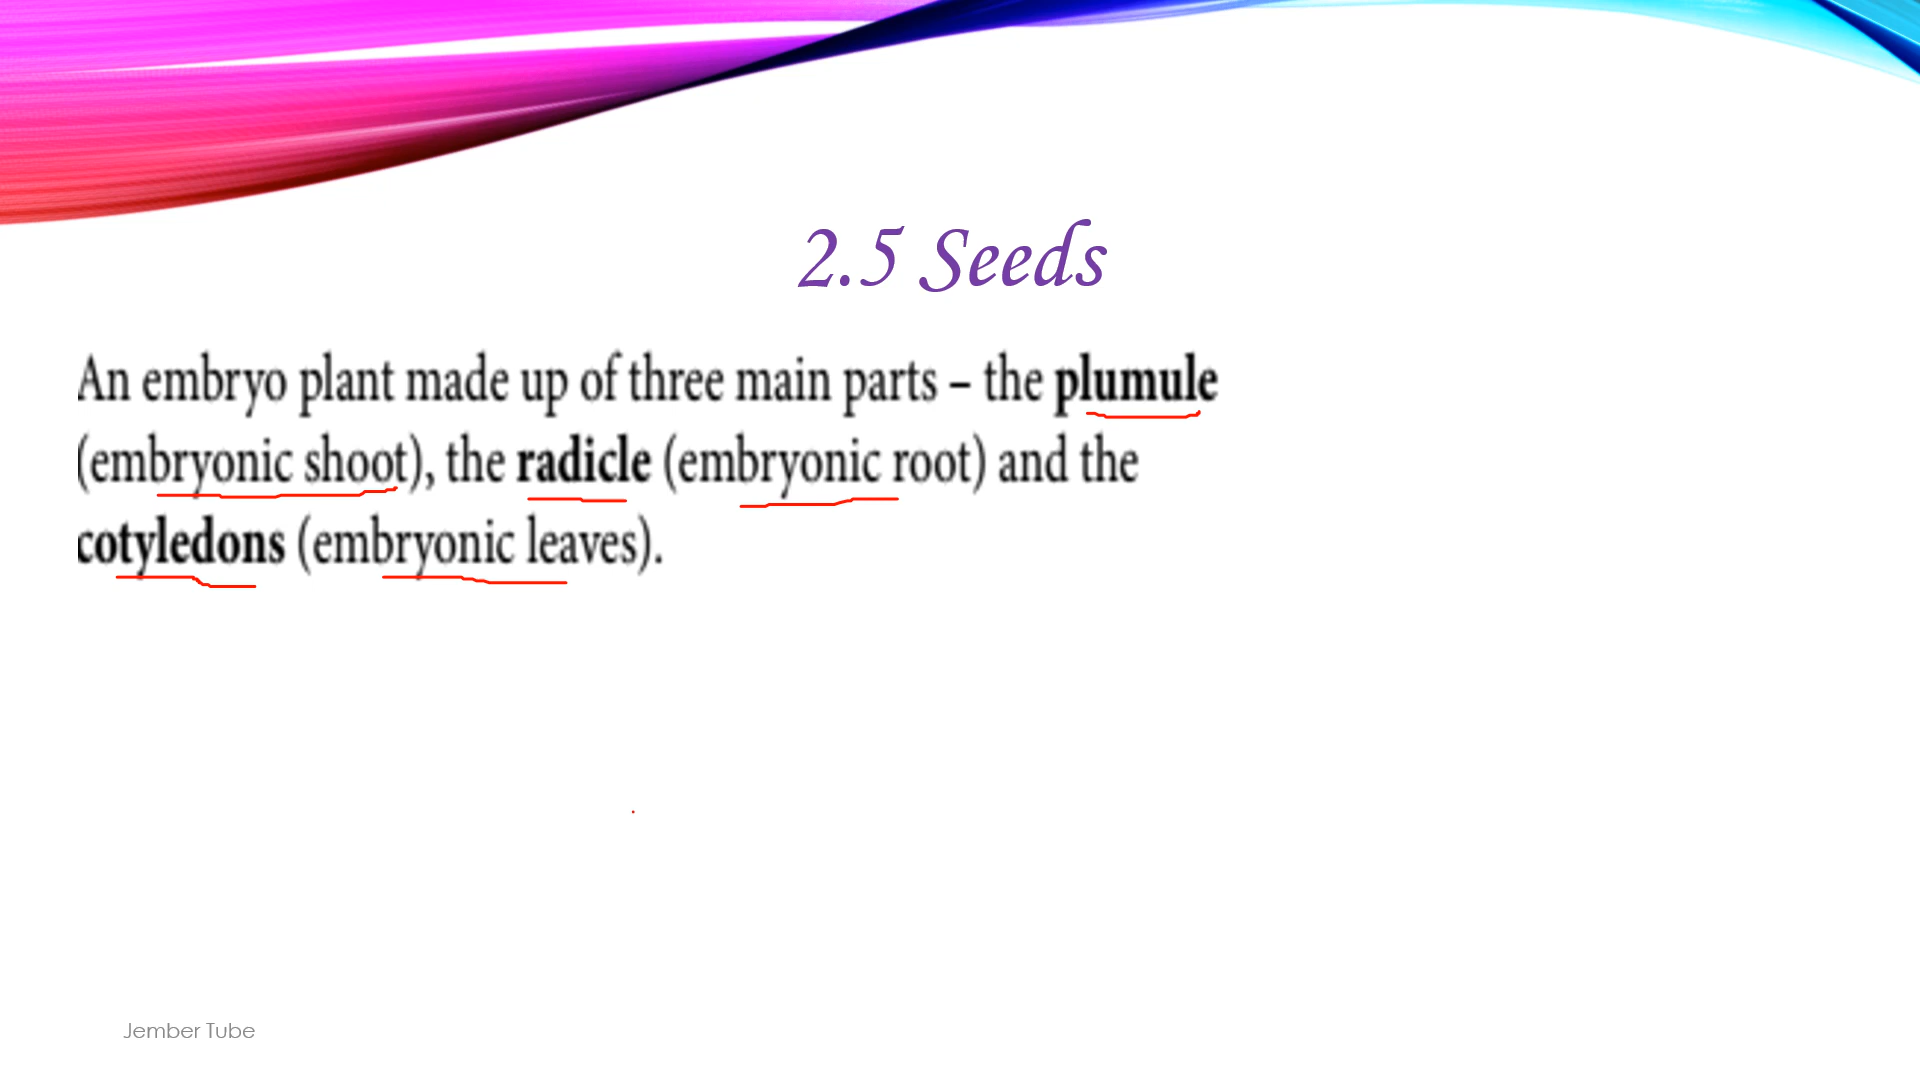 2.5 Seeds
An embryo plant made up of three main parts – the plumule
(embryonic shoot), the radicle (embryonic root) and the
cotyledons (embryonic leaves).
Jember Tube